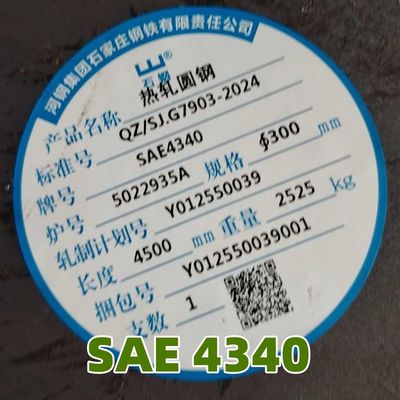 河钢集团石家庄钢铁有限责任公司
石钢®
产品名称 热轧圆钢
标准号 QZ/SJ.G7903-2024
牌号 SAE4340 规格 ∮300 mm
炉号 5022935A
轧制计划号 Y012550039
长度 4500 mm 重量 2525 kg
捆包号 Y012550039001
支数 1
SAE 4340